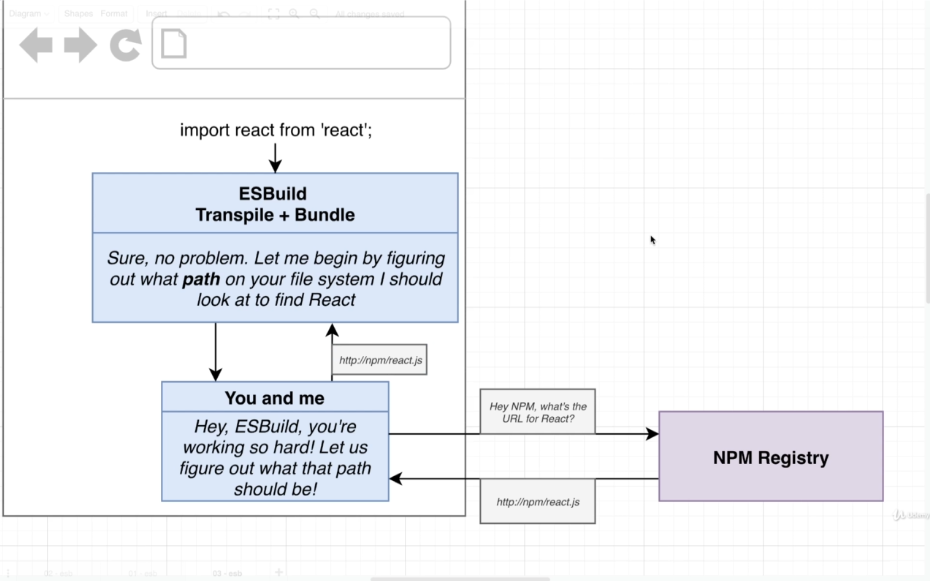 Diagram
Shapes
Format
Insert
All changes saved
import react from 'react';
ESBuild
Transpile + Bundle
Sure, no problem. Let me begin by figuring
out what path on your file system I should
look at to find React
http://npm/react.js
You and me
Hey, ESBuild, you're
working so hard! Let us
figure out what that path
should be!
Hey NPM, what's the
URL for React?
NPM Registry
http://npm/react.js